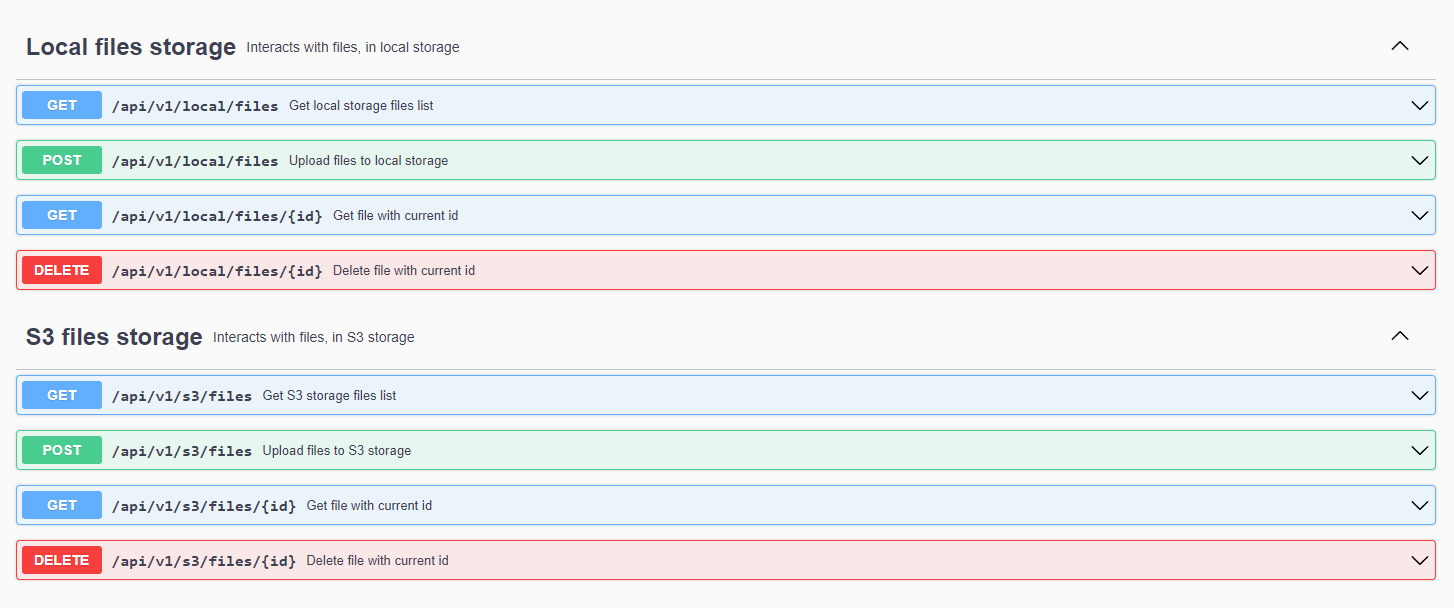 Local files storage Interacts with files, in local storage
GET /api/v1/local/files Get local storage files list
POST /api/v1/local/files Upload files to local storage
GET /api/v1/local/files/{id} Get file with current id
DELETE /api/v1/local/files/{id} Delete file with current id
S3 files storage Interacts with files, in S3 storage
GET /api/v1/s3/files Get S3 storage files list
POST /api/v1/s3/files Upload files to S3 storage
GET /api/v1/s3/files/{id} Get file with current id
DELETE /api/v1/s3/files/{id} Delete file with current id